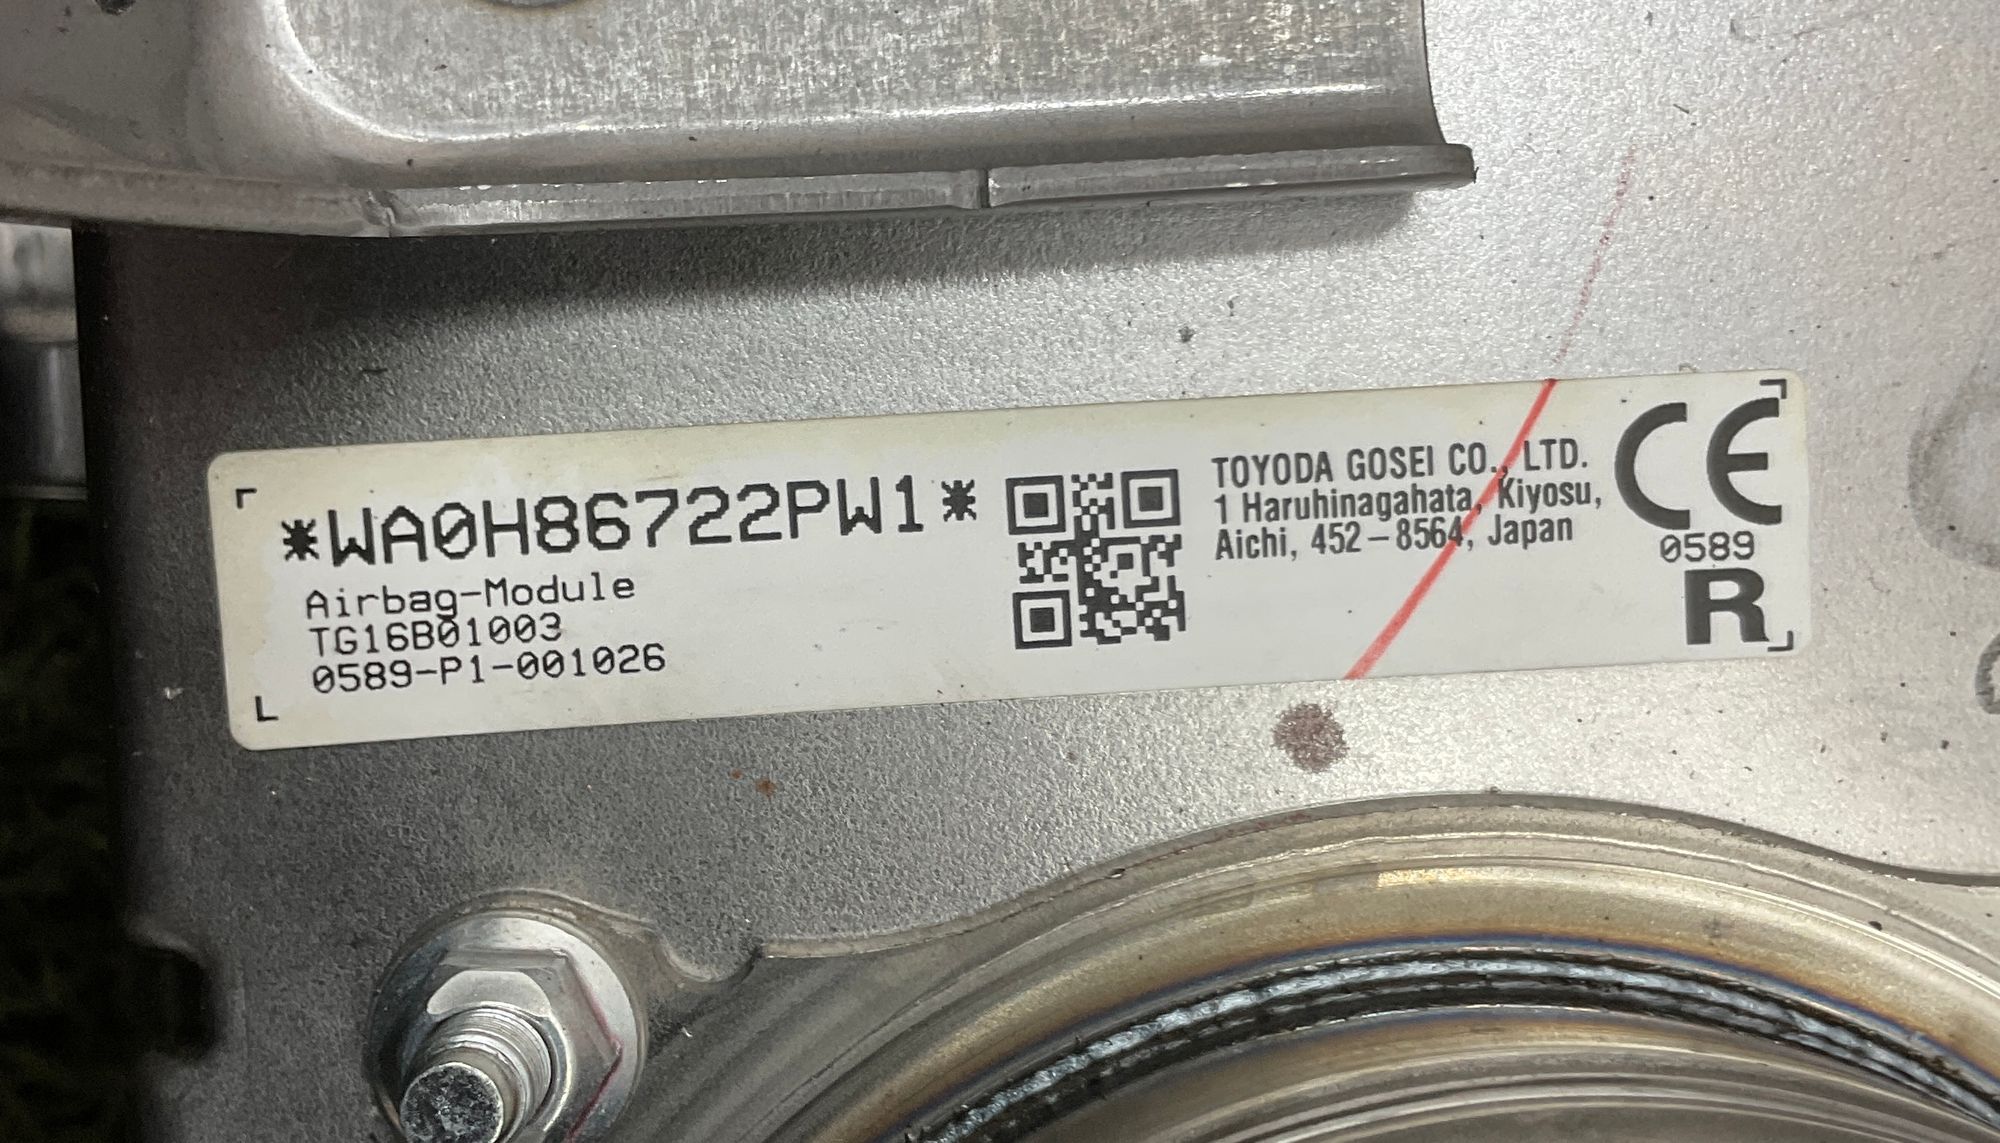 *WA0H86722PW1*
Airbag-Module
TG16B01003
0589-P1-001026
TOYODA GOSEI CO., LTD.
1 Haruhinagahata, Kiyosu,
Aichi, 452-8564, Japan
CE
0589
R